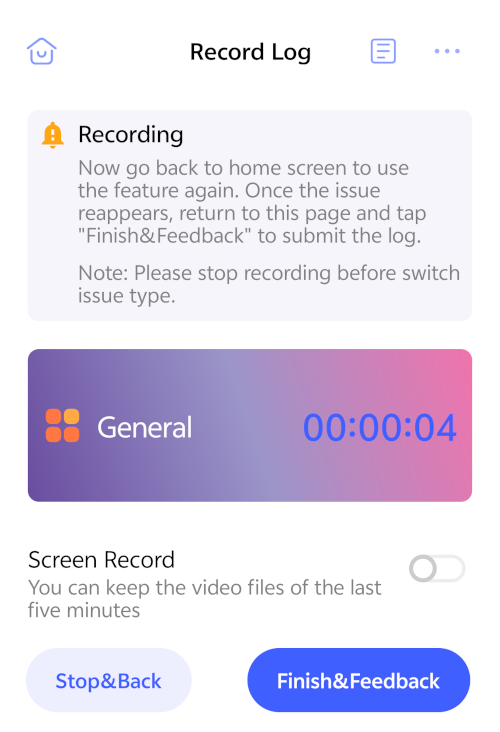 Record Log
Recording
Now go back to home screen to use
the feature again. Once the issue
reappears, return to this page and tap
"Finish&Feedback" to submit the log.
Note: Please stop recording before switch
issue type.
General
00:00:04
Screen Record
You can keep the video files of the last
five minutes
Stop&Back
Finish&Feedback